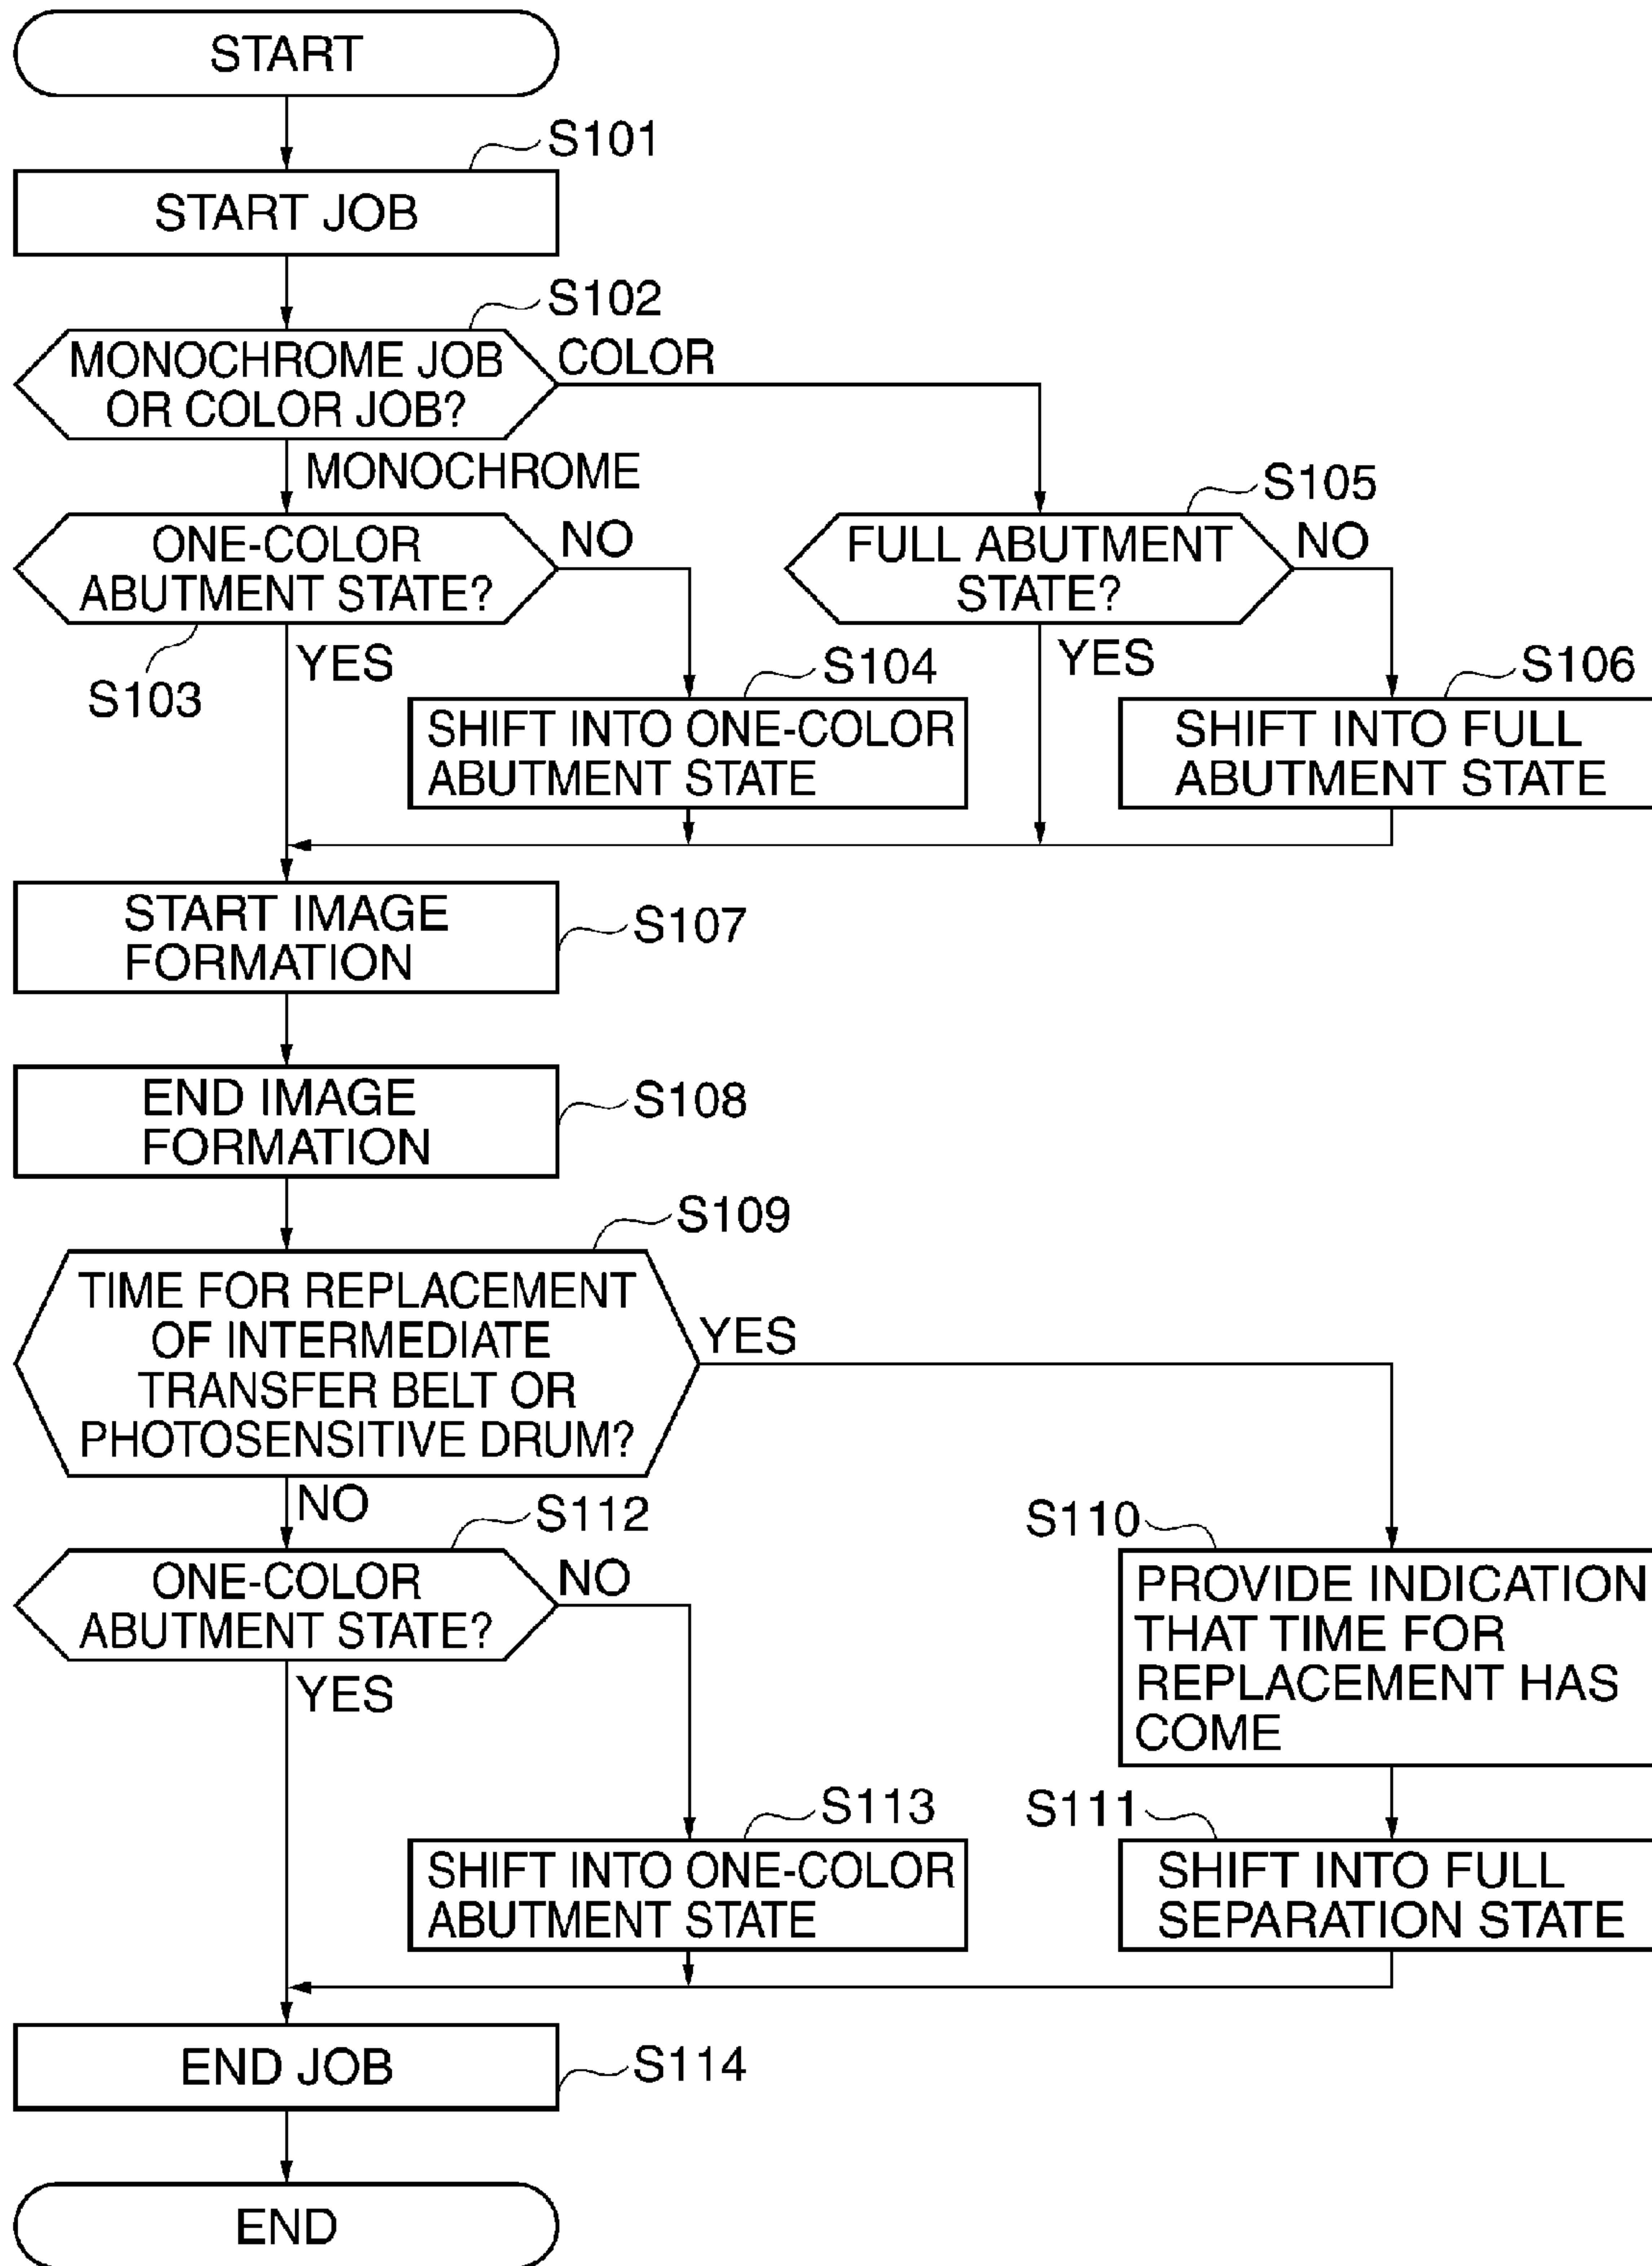 START
S101
START JOB
S102
MONOCHROME JOB
OR COLOR JOB?
COLOR
MONOCHROME
S105
ONE-COLOR
ABUTMENT STATE?
NO
FULL ABUTMENT
STATE?
NO
S103
YES
S104
YES
S106
SHIFT INTO ONE-COLOR
ABUTMENT STATE
SHIFT INTO FULL
ABUTMENT STATE
START IMAGE
FORMATION
S107
END IMAGE
FORMATION
S108
S109
TIME FOR REPLACEMENT
OF INTERMEDIATE
TRANSFER BELT OR
PHOTOSENSITIVE DRUM?
YES
NO
S112
S110
ONE-COLOR
ABUTMENT STATE?
NO
PROVIDE INDICATION
THAT TIME FOR
REPLACEMENT HAS
COME
YES
S113
S111
SHIFT INTO ONE-COLOR
ABUTMENT STATE
SHIFT INTO FULL
SEPARATION STATE
END JOB
S114
END